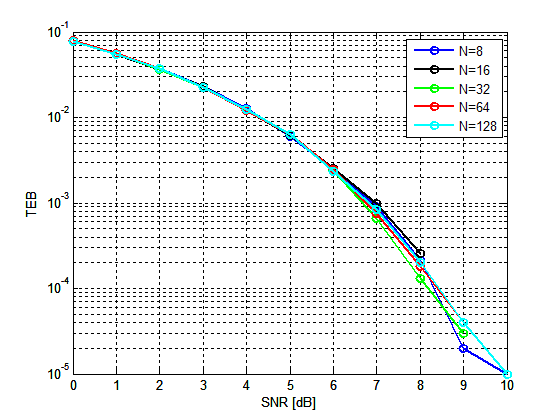 10^-1
10^-2
10^-3
10^-4
10^-5
TEB
N=8
N=16
N=32
N=64
N=128
0 1 2 3 4 5 6 7 8 9 10
SNR [dB]